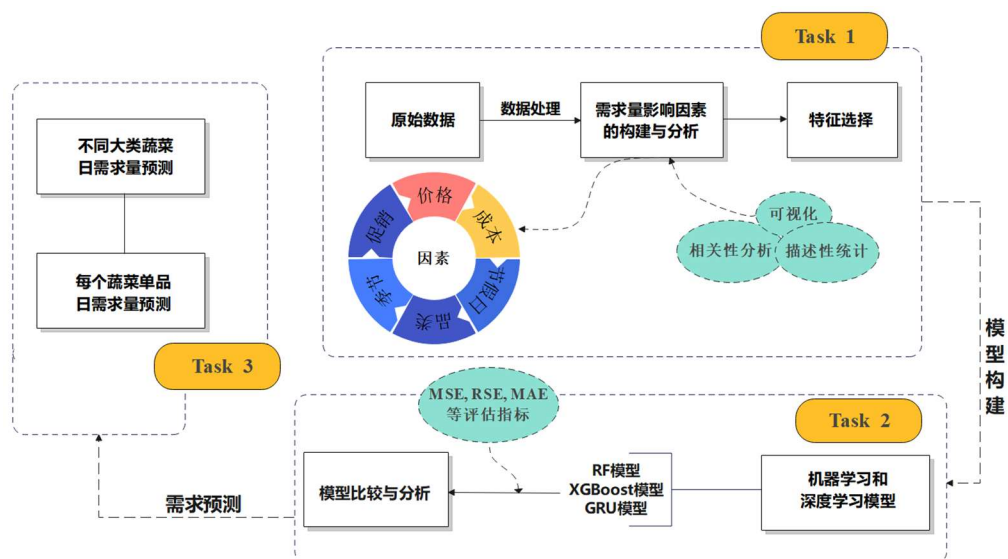 Task 1
原始数据
数据处理
需求量影响因素
的构建与分析
特征选择
价格
成本
节假日
品类
季节
促销
因素
可视化
相关性分析
描述性统计
模型构建
Task 2
机器学习和
深度学习模型
RF模型
XGBoost模型
GRU模型
MSE, RSE, MAE
等评估指标
模型比较与分析
需求预测
Task 3
不同大类蔬菜
日需求量预测
每个蔬菜单品
日需求量预测